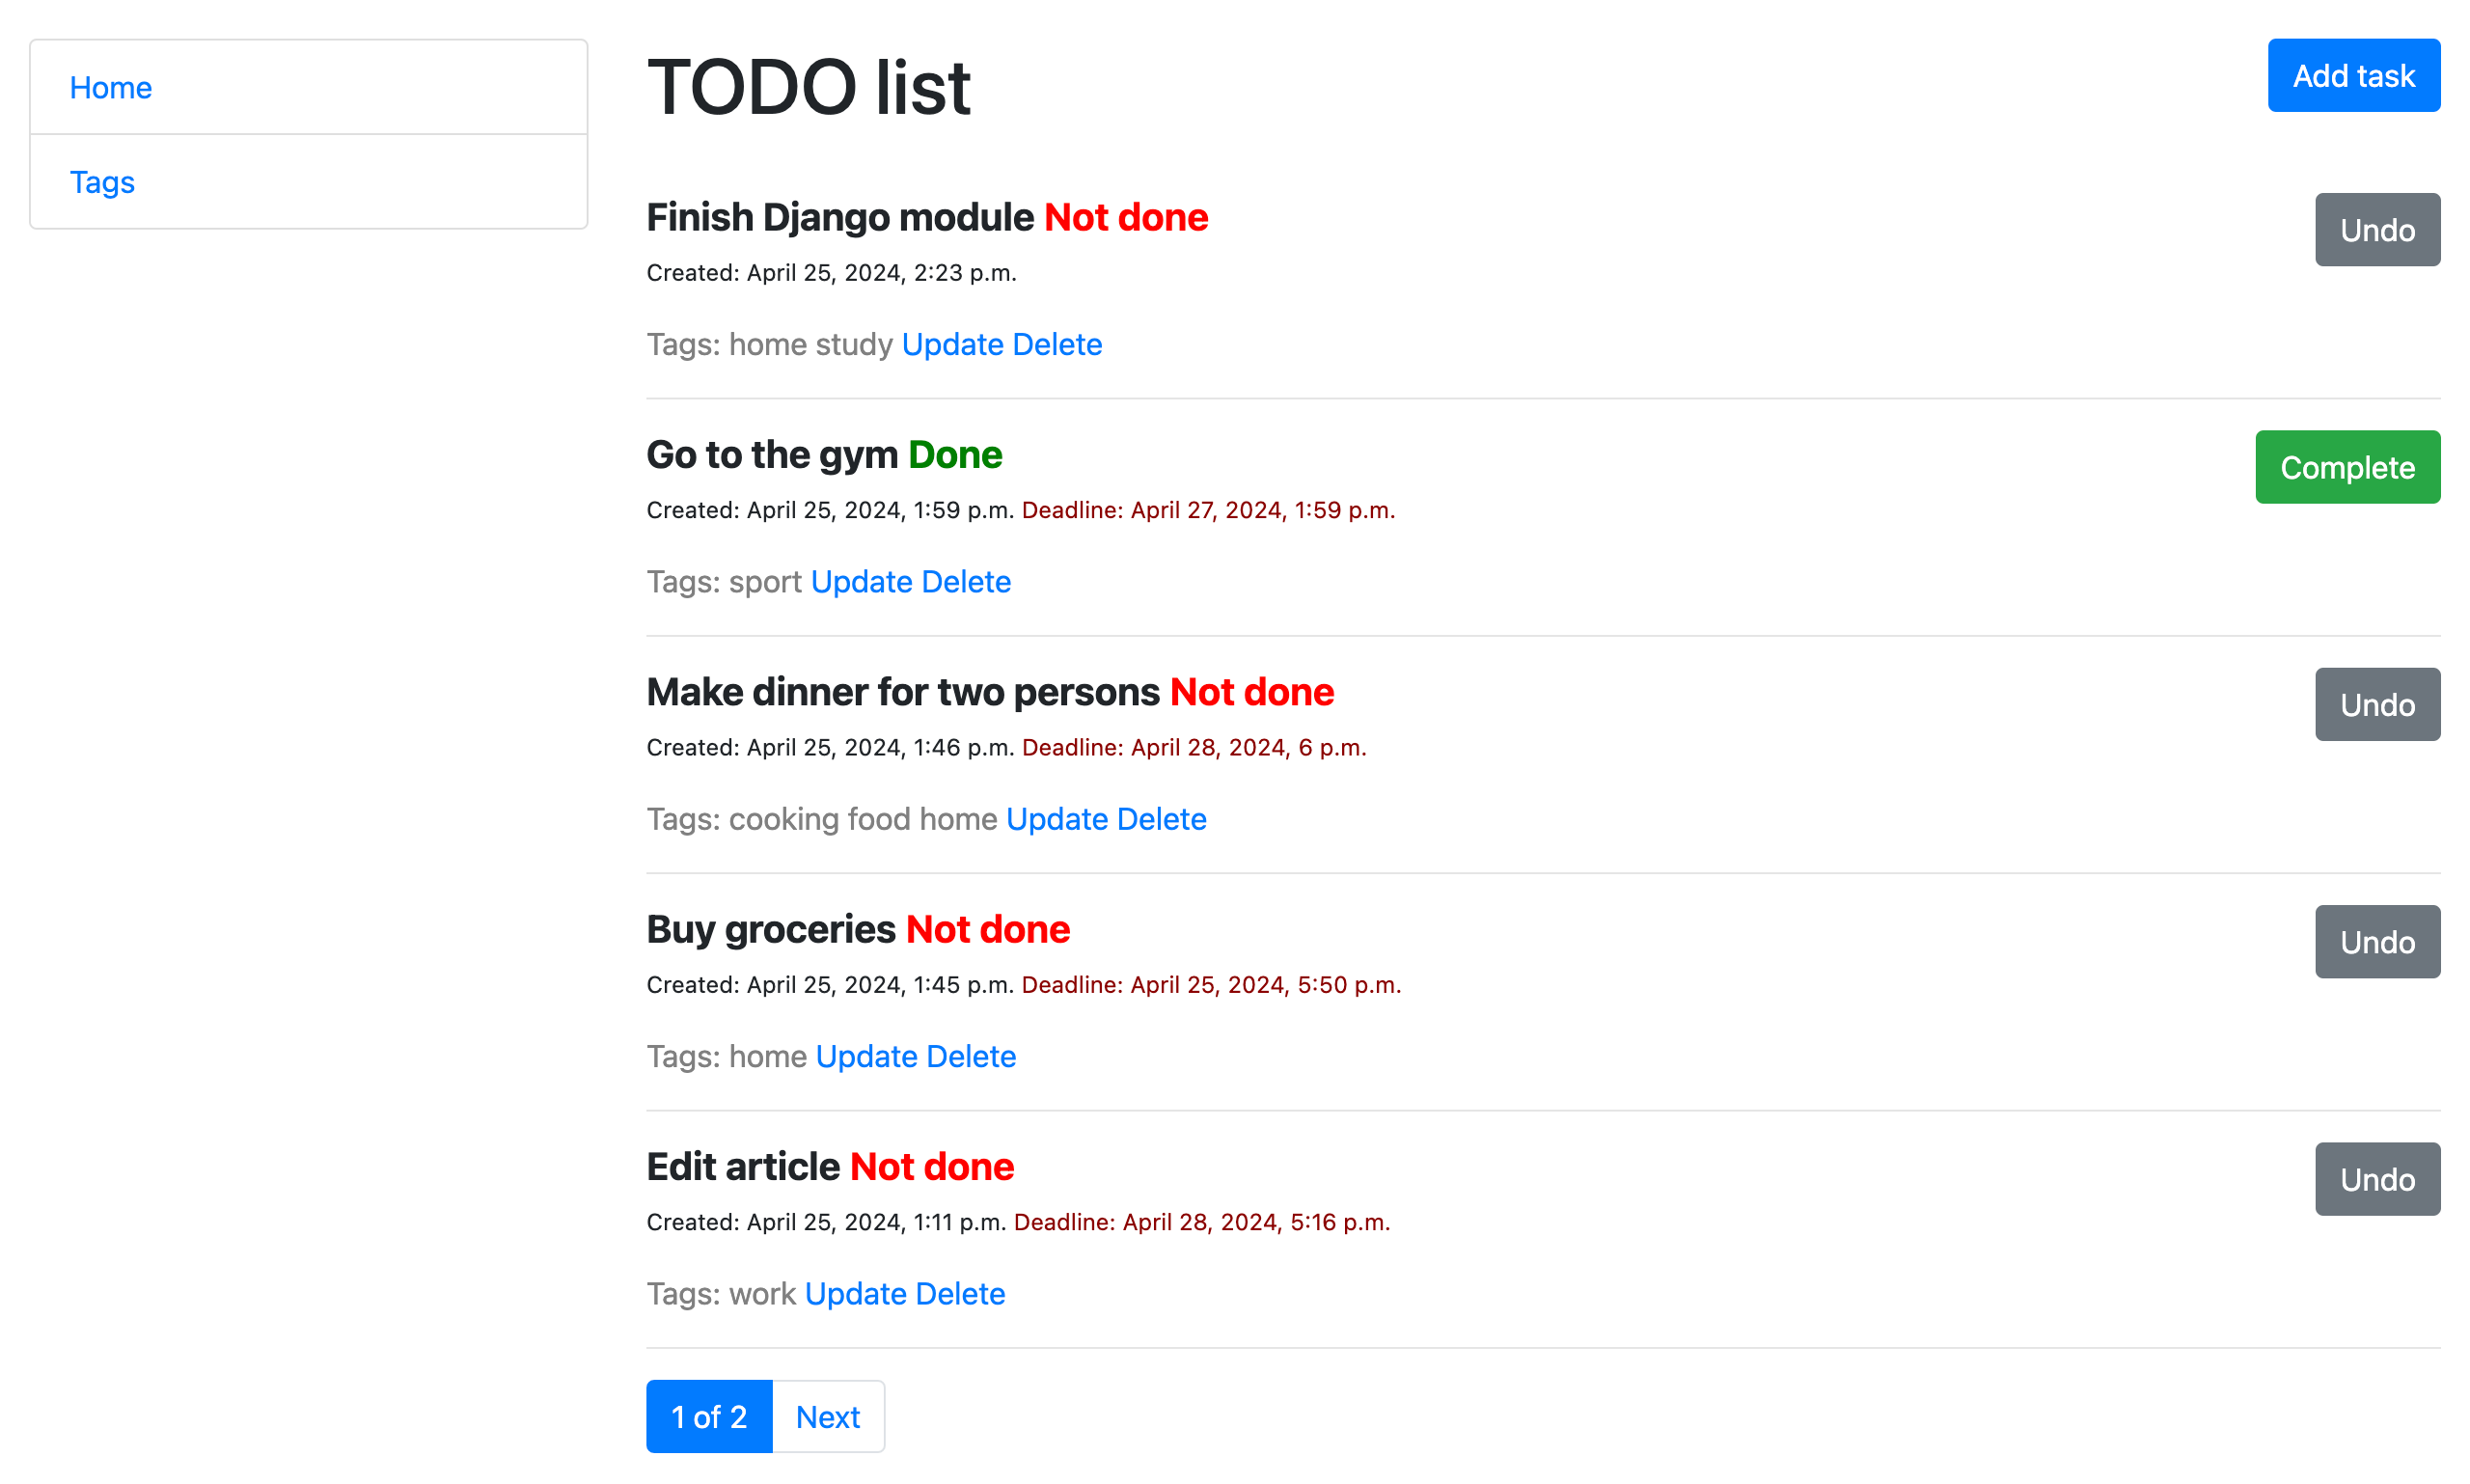 Home
Tags
TODO list
Add task
Finish Django module Not done
Undo
Created: April 25, 2024, 2:23 p.m.
Tags: home study Update Delete
Go to the gym Done
Complete
Created: April 25, 2024, 1:59 p.m. Deadline: April 27, 2024, 1:59 p.m.
Tags: sport Update Delete
Make dinner for two persons Not done
Undo
Created: April 25, 2024, 1:46 p.m. Deadline: April 28, 2024, 6 p.m.
Tags: cooking food home Update Delete
Buy groceries Not done
Undo
Created: April 25, 2024, 1:45 p.m. Deadline: April 25, 2024, 5:50 p.m.
Tags: home Update Delete
Edit article Not done
Undo
Created: April 25, 2024, 1:11 p.m. Deadline: April 28, 2024, 5:16 p.m.
Tags: work Update Delete
1 of 2 Next